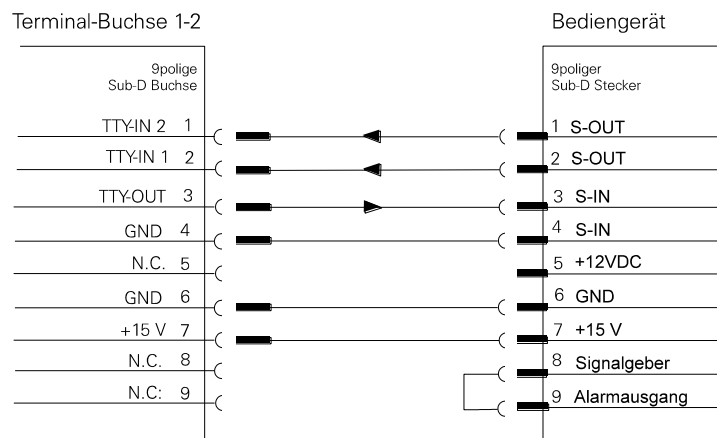 Terminal-Buchse 1-2
9polige
Sub-D Buchse
TTY-IN 2 1
TTY-IN 1 2
TTY-OUT 3
GND 4
N.C. 5
GND 6
+15 V 7
N.C. 8
N.C: 9
Bediengerät
9poliger
Sub-D Stecker
1 S-OUT
2 S-OUT
3 S-IN
4 S-IN
5 +12VDC
6 GND
7 +15 V
8 Signalgeber
9 Alarmausgang